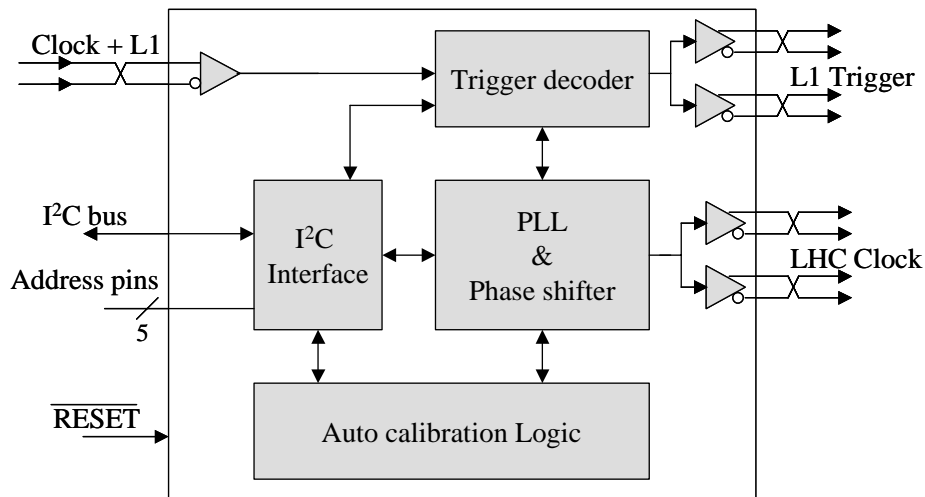 Clock + L1
Trigger decoder
L1 Trigger
I²C bus
I²C
Interface
PLL
&
Phase shifter
LHC Clock
Address pins
5
RESET
Auto calibration Logic